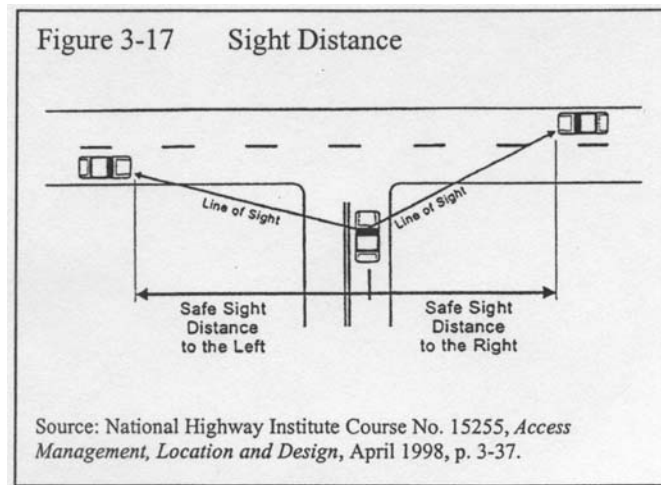 Figure 3-17 Sight Distance
Line of Sight
Line of Sight
Safe Sight
Distance
to the Left
Safe Sight
Distance
to the Right
Source: National Highway Institute Course No. 15255, Access
Management, Location and Design, April 1998, p. 3-37.